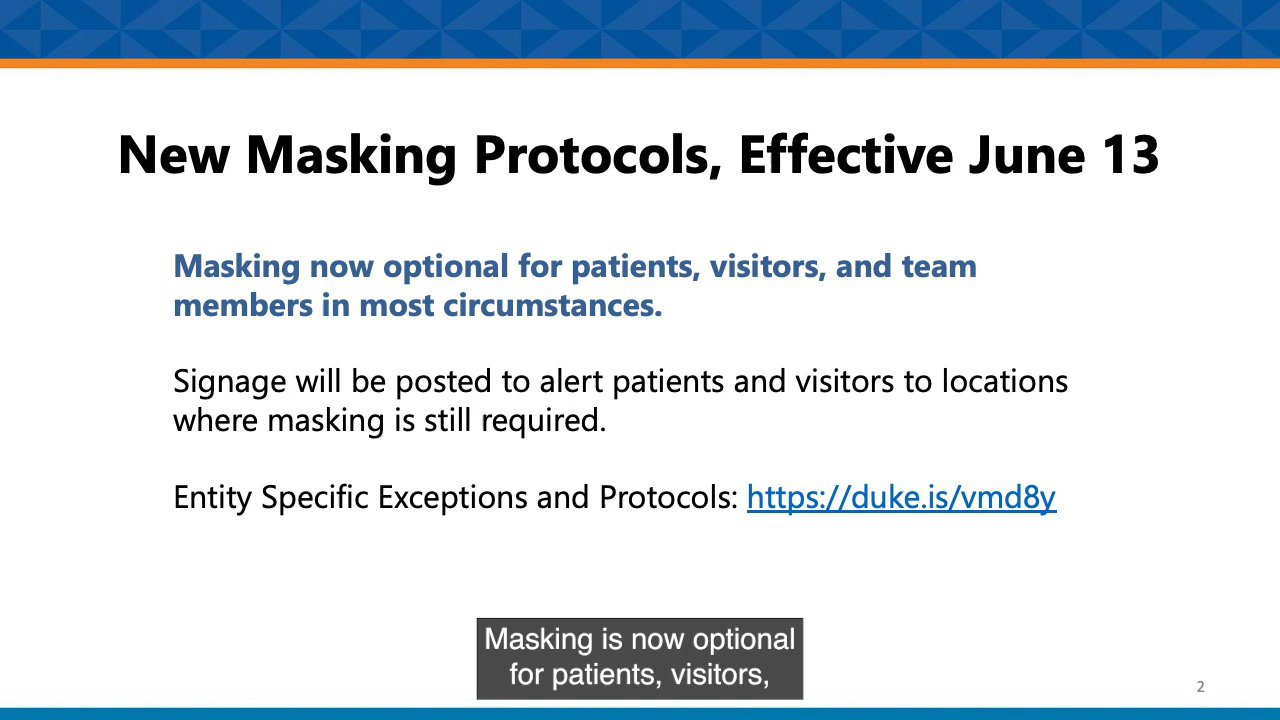 New Masking Protocols, Effective June 13
Masking now optional for patients, visitors, and team
members in most circumstances.
Signage will be posted to alert patients and visitors to locations
where masking is still required.
Entity Specific Exceptions and Protocols: https://duke.is/vmd8y
Masking is now optional
for patients, visitors,
2